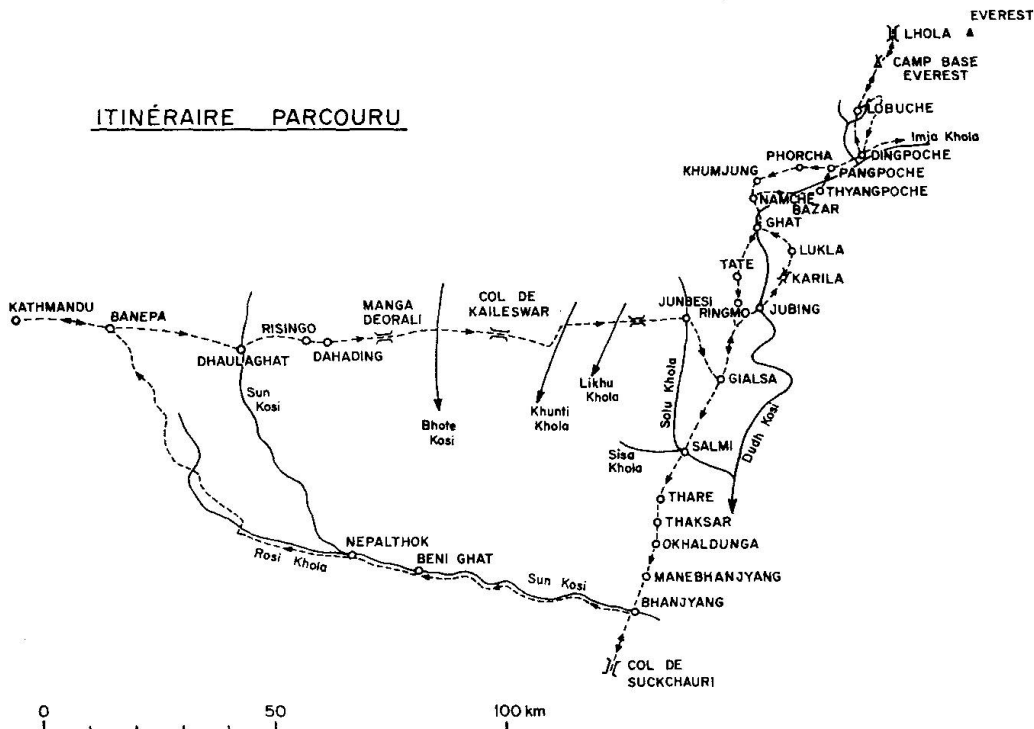 EVEREST
LHOLA
CAMP BASE
EVEREST
ITINÉRAIRE PARCOURU
LOBUCHE
Imja Khola
DINGPOCHE
PHORCHA
PANGPOCHE
KHUMJUNG
THYANGPOCHE
NAMCHE
BAZAR
GHAT
LUKLA
TATE
KARILA
KATHMANDU
BANEPA
RISINGO
MANGA
DEORALI
COL DE
KAILESWAR
JUNBESI
RINGMO
JUBING
DHAULAGHAT
DAHADING
GIALSA
Sun
Kosi
Bhote
Kosi
Khunti
Khola
Likhu
Khola
Solu Khola
Dudh Kosi
Sisa
Khola
SALMI
THARE
THAKSAR
OKHALDUNGA
NEPALTHOK
Rosi Khola
BENI GHAT
Sun Kosi
MANEBHANJYANG
BHANJYANG
COL DE
SUCKCHAURI
0 50 100 km